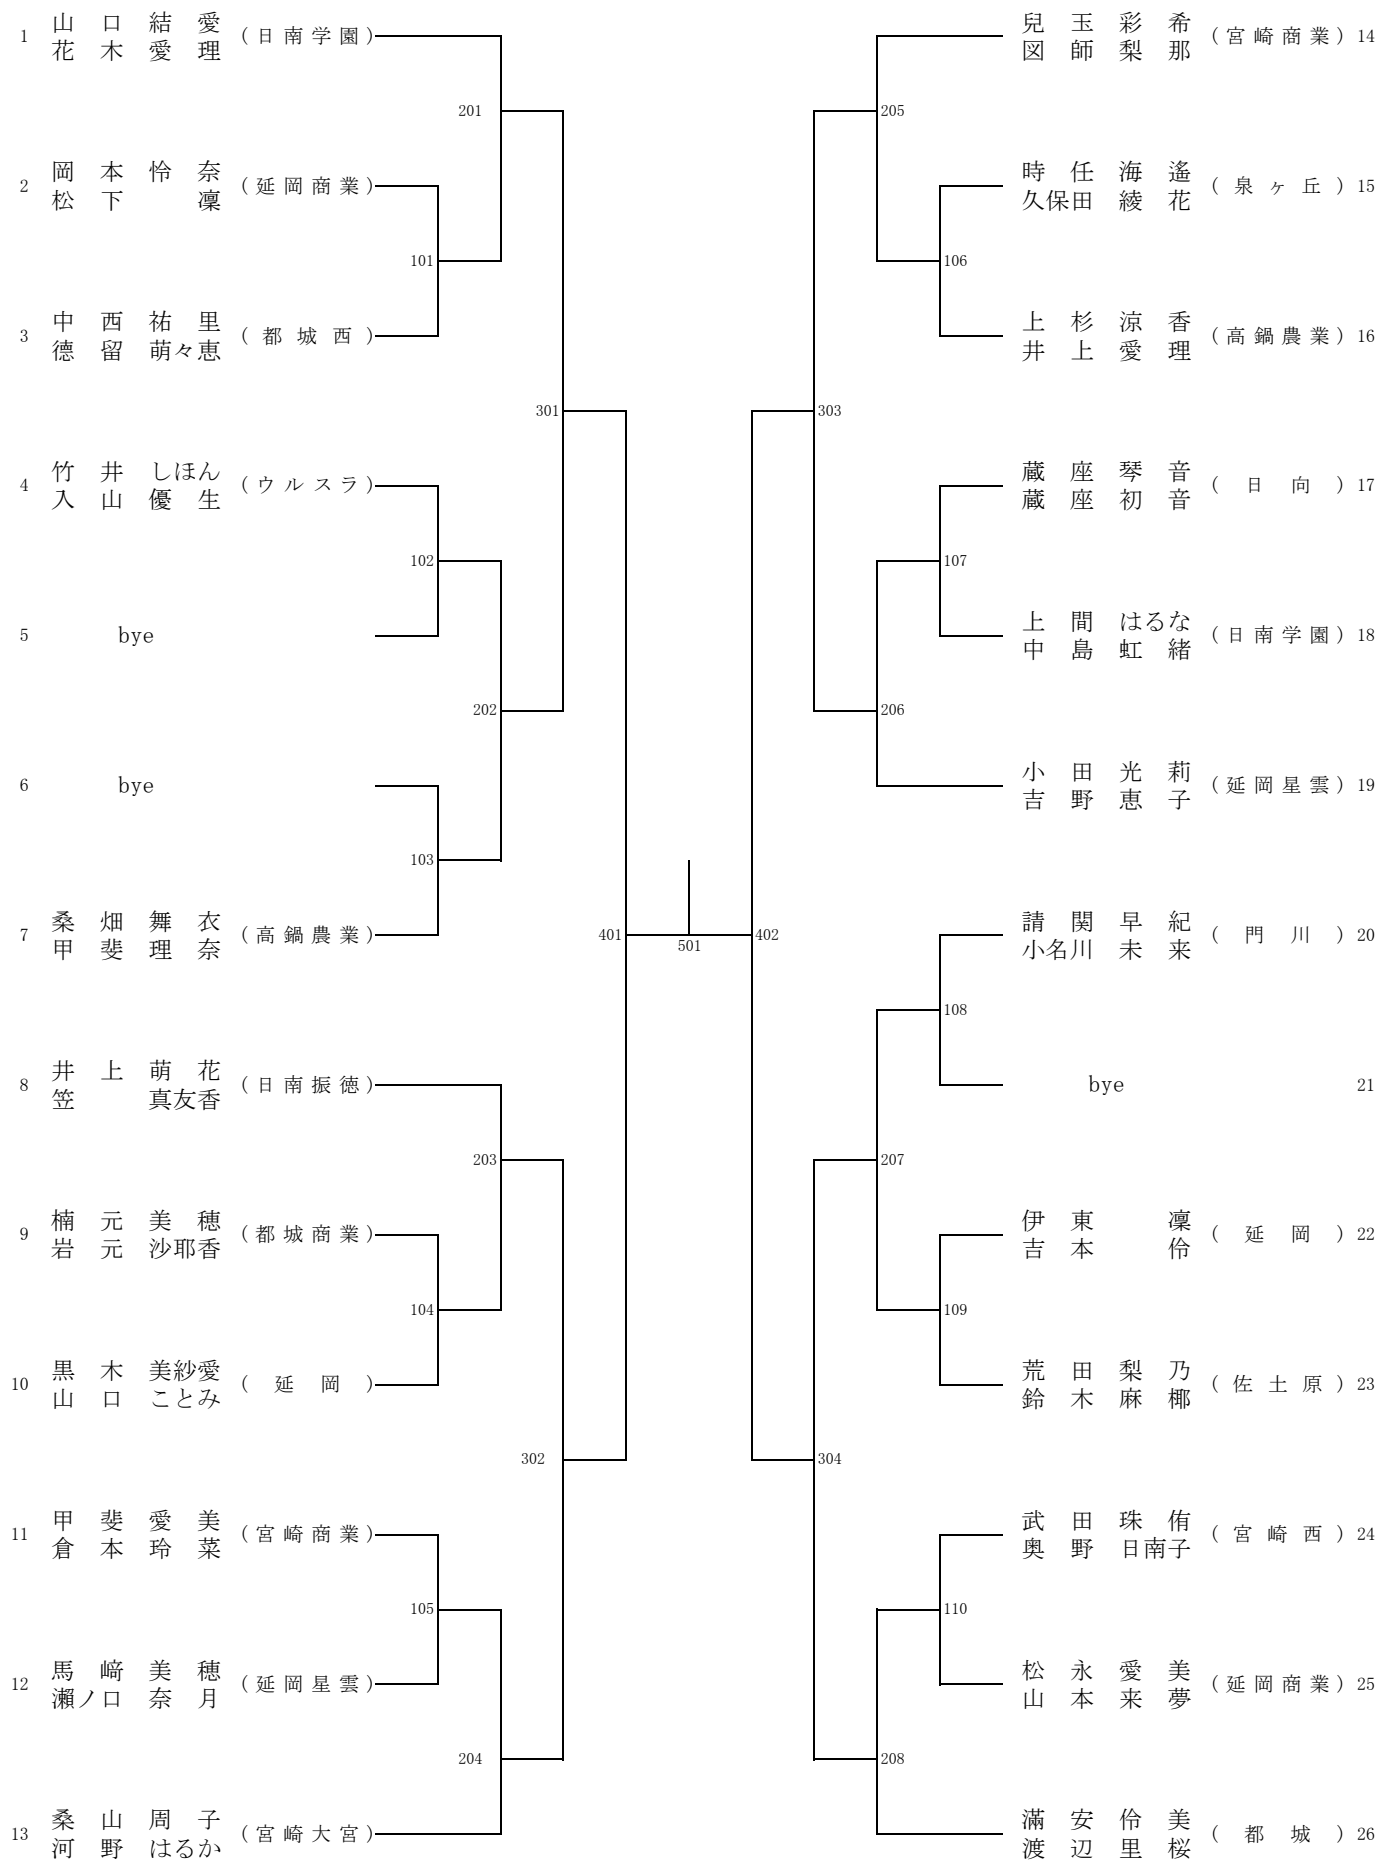 1 山口結愛 (日南学園)
花木愛理
201
2 岡本怜奈 (延岡商業)
松下凜
101
3 中西祐里 (都城西)
德留萌々恵
301
4 竹井しほん (ウルスラ)
入山優生
102
5 bye
202
6 bye
103
7 桑畑舞衣 (高鍋農業)
甲斐理奈
401
501
8 井上萌花 (日南振徳)
笠真友香
203
9 楠元美穂 (都城商業)
岩元沙耶香
104
10 黒木美紗愛 (延岡)
山口ことみ
302
11 甲斐愛美 (宮崎商業)
倉本玲菜
105
12 馬﨑美穂 (延岡星雲)
瀬ノ口奈月
204
13 桑山周子 (宮崎大宮)
河野はるか
兒玉彩希 (宮崎商業) 14
図師梨那
205
時任海遙 (泉ヶ丘) 15
久保田綾花
106
上杉涼香 (高鍋農業) 16
井上愛理
303
蔵座琴音 (日向) 17
蔵座初音
107
上間はるな (日南学園) 18
中島虹緒
206
小田光莉 (延岡星雲) 19
吉野恵子
402
請関早紀 (門川) 20
小名川未来
108
bye 21
207
伊東凜 (延岡) 22
吉本伶
109
荒田梨乃 (佐土原) 23
鈴木麻椰
304
武田珠侑 (宮崎西) 24
奥野日南子
110
松永愛美 (延岡商業) 25
山本来夢
208
滿安伶美 (都城) 26
渡辺里桜